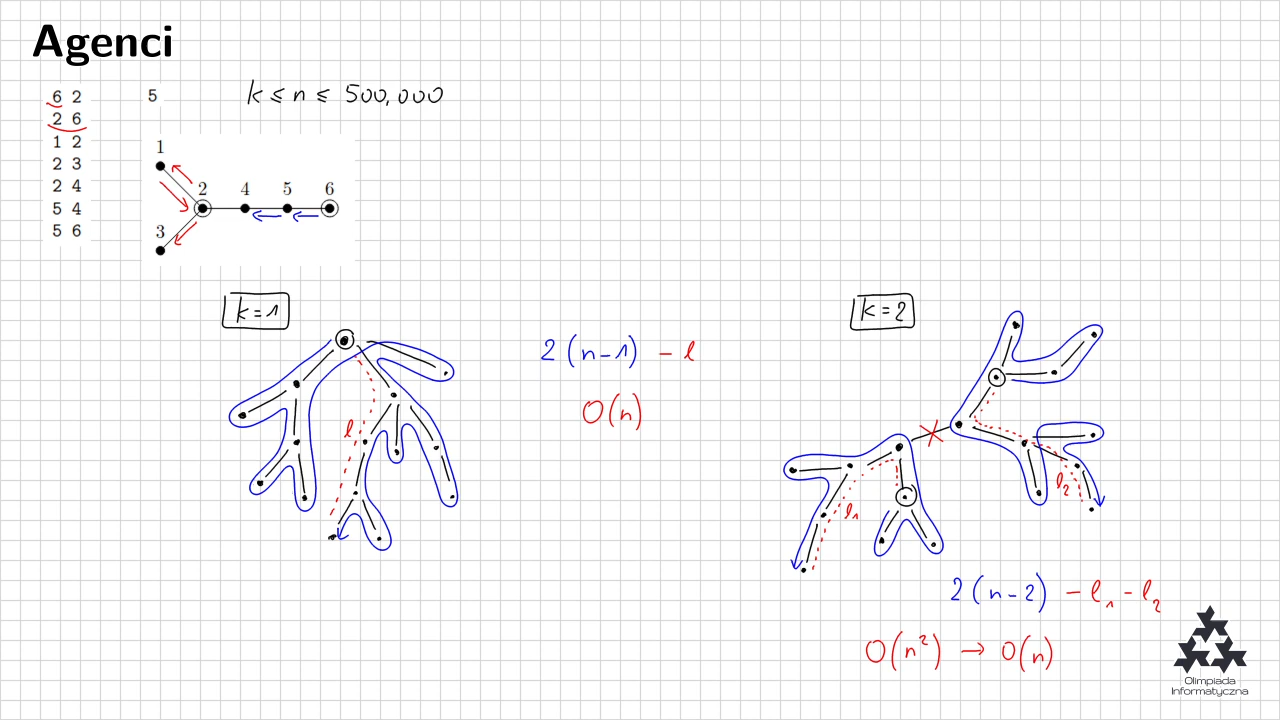 Agenci
6 2
2 6
1 2
2 3
2 4
5 4
5 6
5
k ≤ n ≤ 500,000
1
2 4 5 6
3
k=1
2(n-1) - l
O(n)
l
k=2
l₁
l₂
2(n-2) - l₁ - l₂
O(n²) → O(n)
Olimpiada
Informatyczna